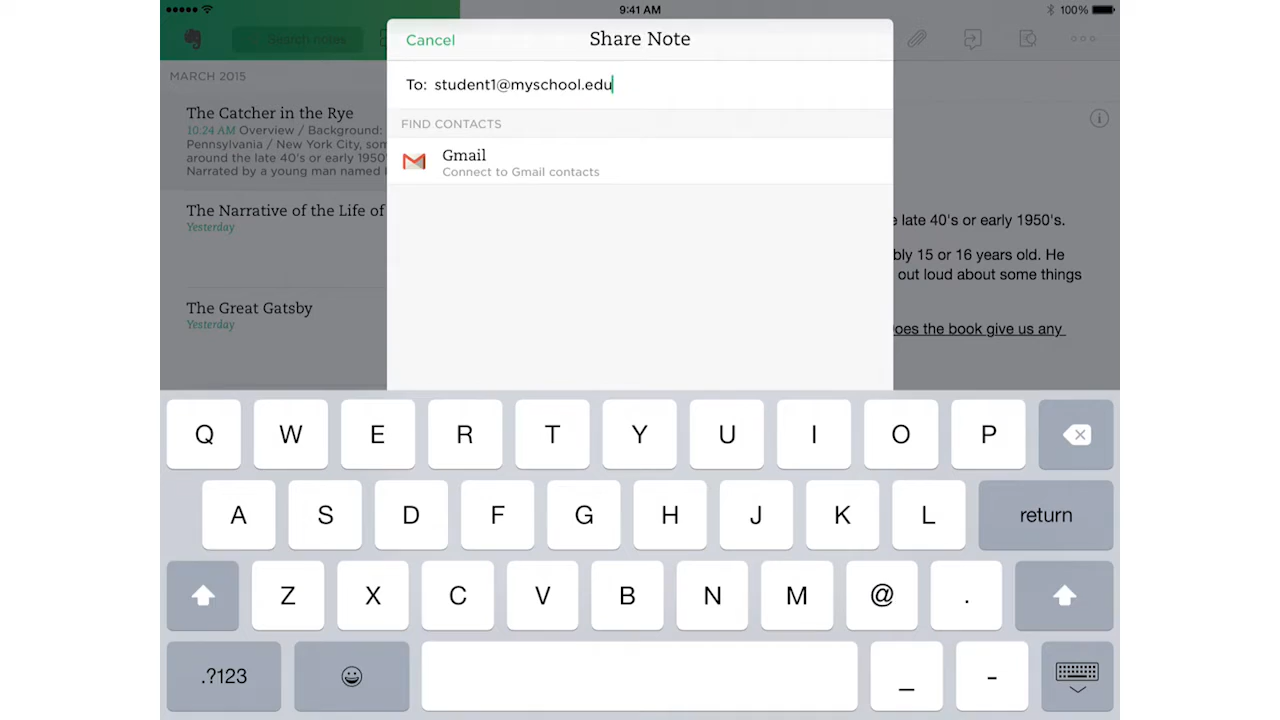 9:41 AM
100%
Search notes
Cancel
Share Note
MARCH 2015
To: student1@myschool.edu
The Catcher in the Rye
10:24 AM Overview / Background:
Pennsylvania / New York City, som
around the late 40's or early 1950'
Narrated by a young man named
FIND CONTACTS
Gmail
Connect to Gmail contacts
The Narrative of the Life of
Yesterday
late 40's or early 1950's.
bly 15 or 16 years old. He
out loud about some things
The Great Gatsby
Yesterday
oes the book give us any
Q W E R T Y U I O P
A S D F G H J K L return
Z X C V B N M @ .
.?123 _ -